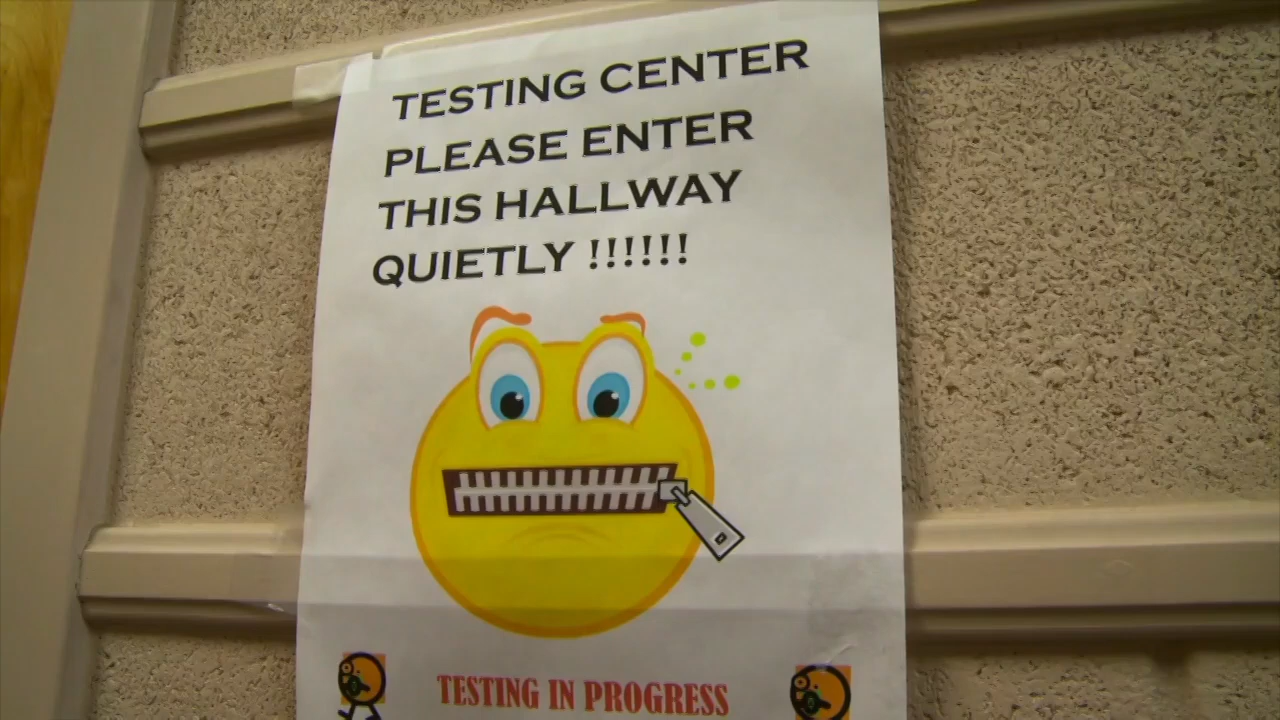 TESTING CENTER
PLEASE ENTER
THIS HALLWAY
QUIETLY !!!!!!
TESTING IN PROGRESS